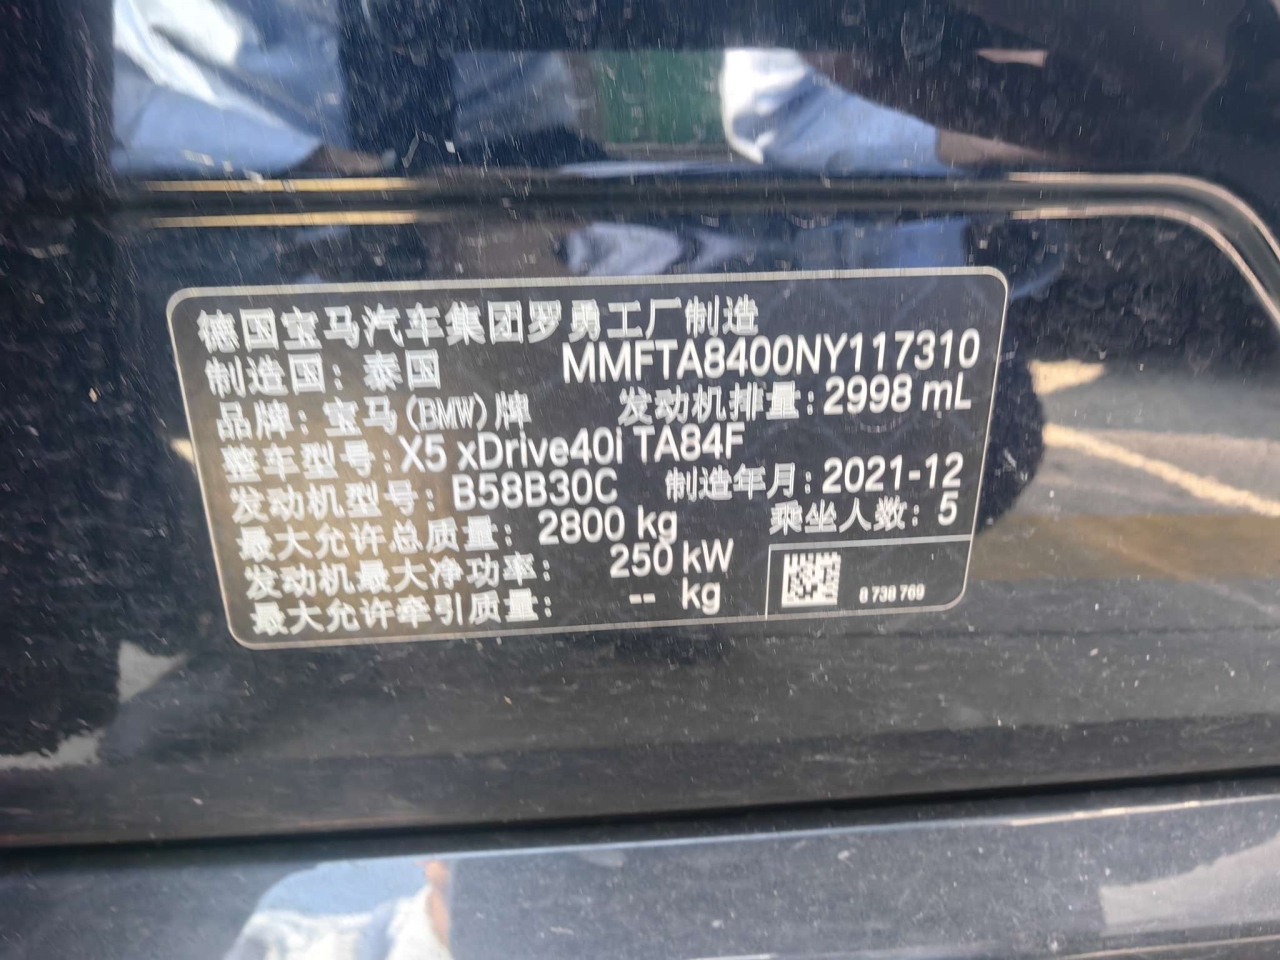 德国宝马汽车集团罗勇工厂制造
制造国：泰国 MMFTA8400NY117310
品牌：宝马(BMW)牌 发动机排量：2998 mL
整车型号：X5 xDrive40i TA84F
发动机型号：B58B30C 制造年月：2021-12
最大允许总质量：2800 kg 乘坐人数：5
发动机最大净功率：250 kW
最大允许牵引质量：-- kg
8 738 769